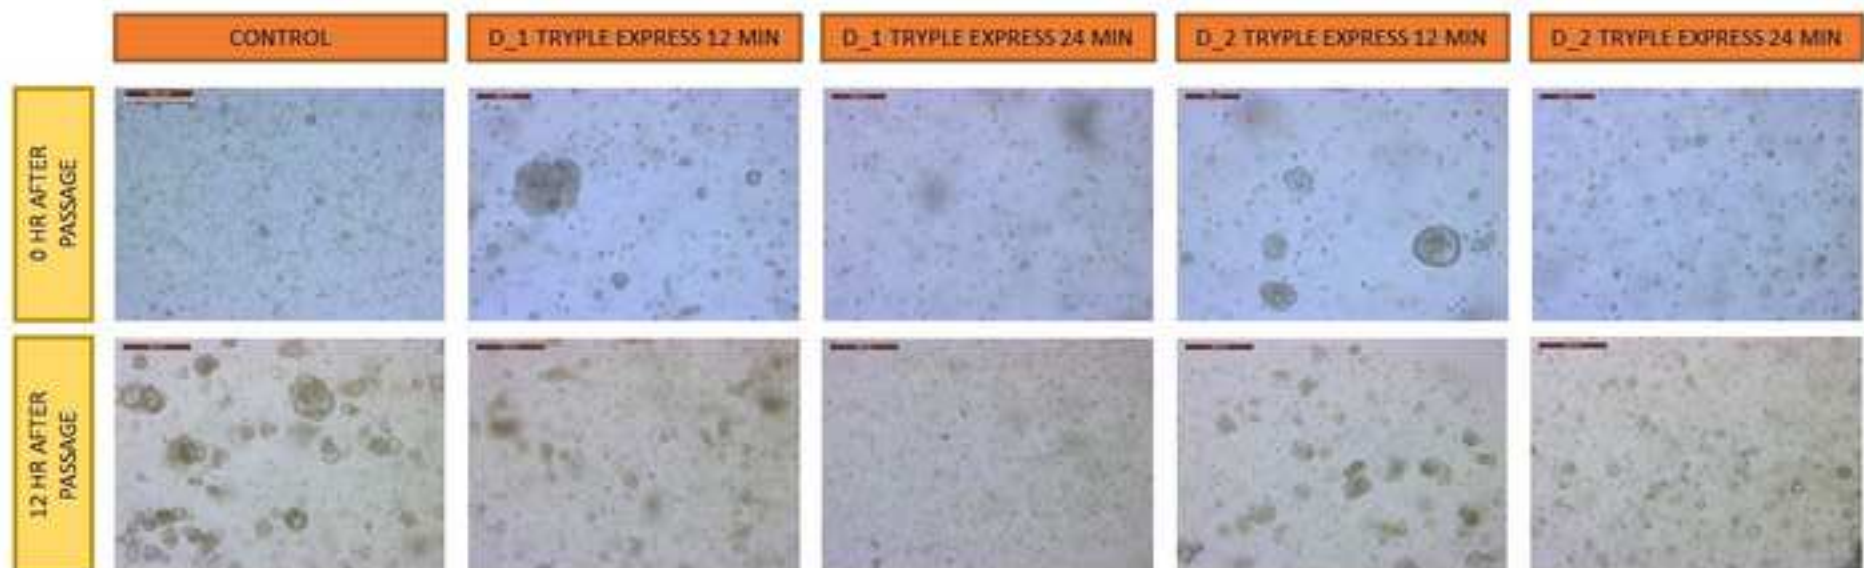 CONTROL
D_1 TRYPLE EXPRESS 12 MIN
D_1 TRYPLE EXPRESS 24 MIN
D_2 TRYPLE EXPRESS 12 MIN
D_2 TRYPLE EXPRESS 24 MIN
0 HR AFTER
PASSAGE
12 HR AFTER
PASSAGE